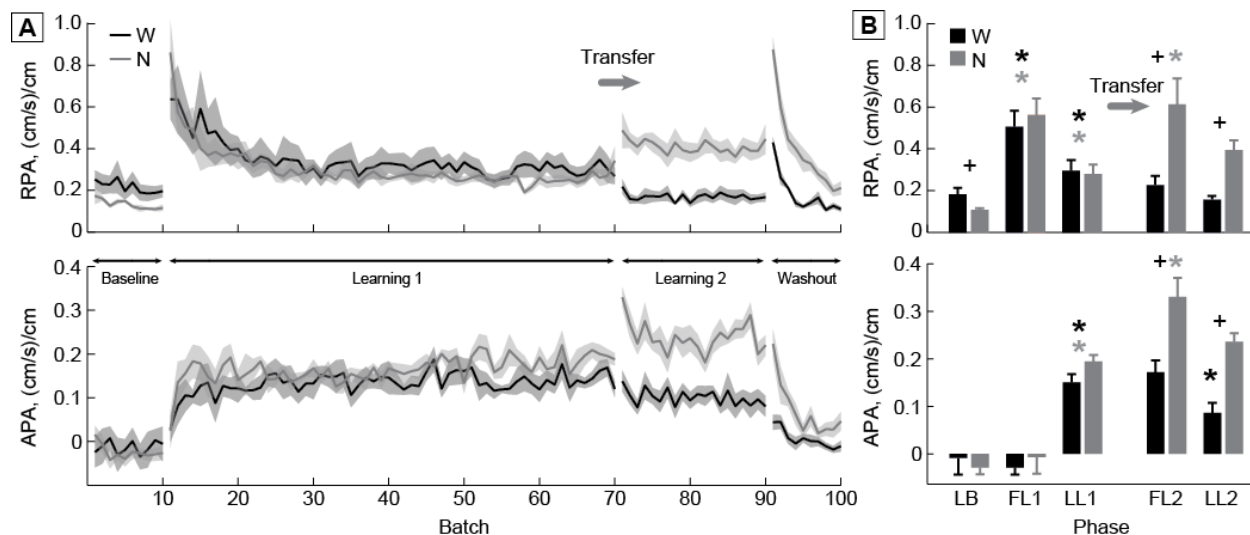 A
W
N
Transfer
RPA, (cm/s)/cm
1.0
0.8
0.6
0.4
0.2
0
Baseline
Learning 1
Learning 2
Washout
APA, (cm/s)/cm
0.4
0.3
0.2
0.1
0
10 20 30 40 50 60 70 80 90 100
Batch
B
W
N
Transfer
RPA, (cm/s)/cm
1.0
0.8
0.6
0.4
0.2
0
+ * * * * + * +
APA, (cm/s)/cm
0.4
0.3
0.2
0.1
0
* * + * * +
LB FL1 LL1 FL2 LL2
Phase